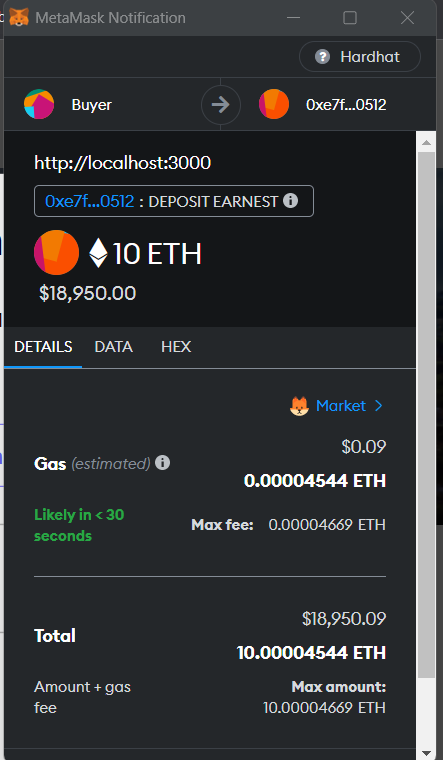 MetaMask Notification
Hardhat
Buyer
0xe7f...0512
http://localhost:3000
0xe7f...0512 : DEPOSIT EARNEST
10 ETH
$18,950.00
DETAILS DATA HEX
Market
$0.09
Gas (estimated)
0.00004544 ETH
Likely in < 30
seconds
Max fee: 0.00004669 ETH
$18,950.09
Total
10.00004544 ETH
Amount + gas
fee
Max amount:
10.00004669 ETH